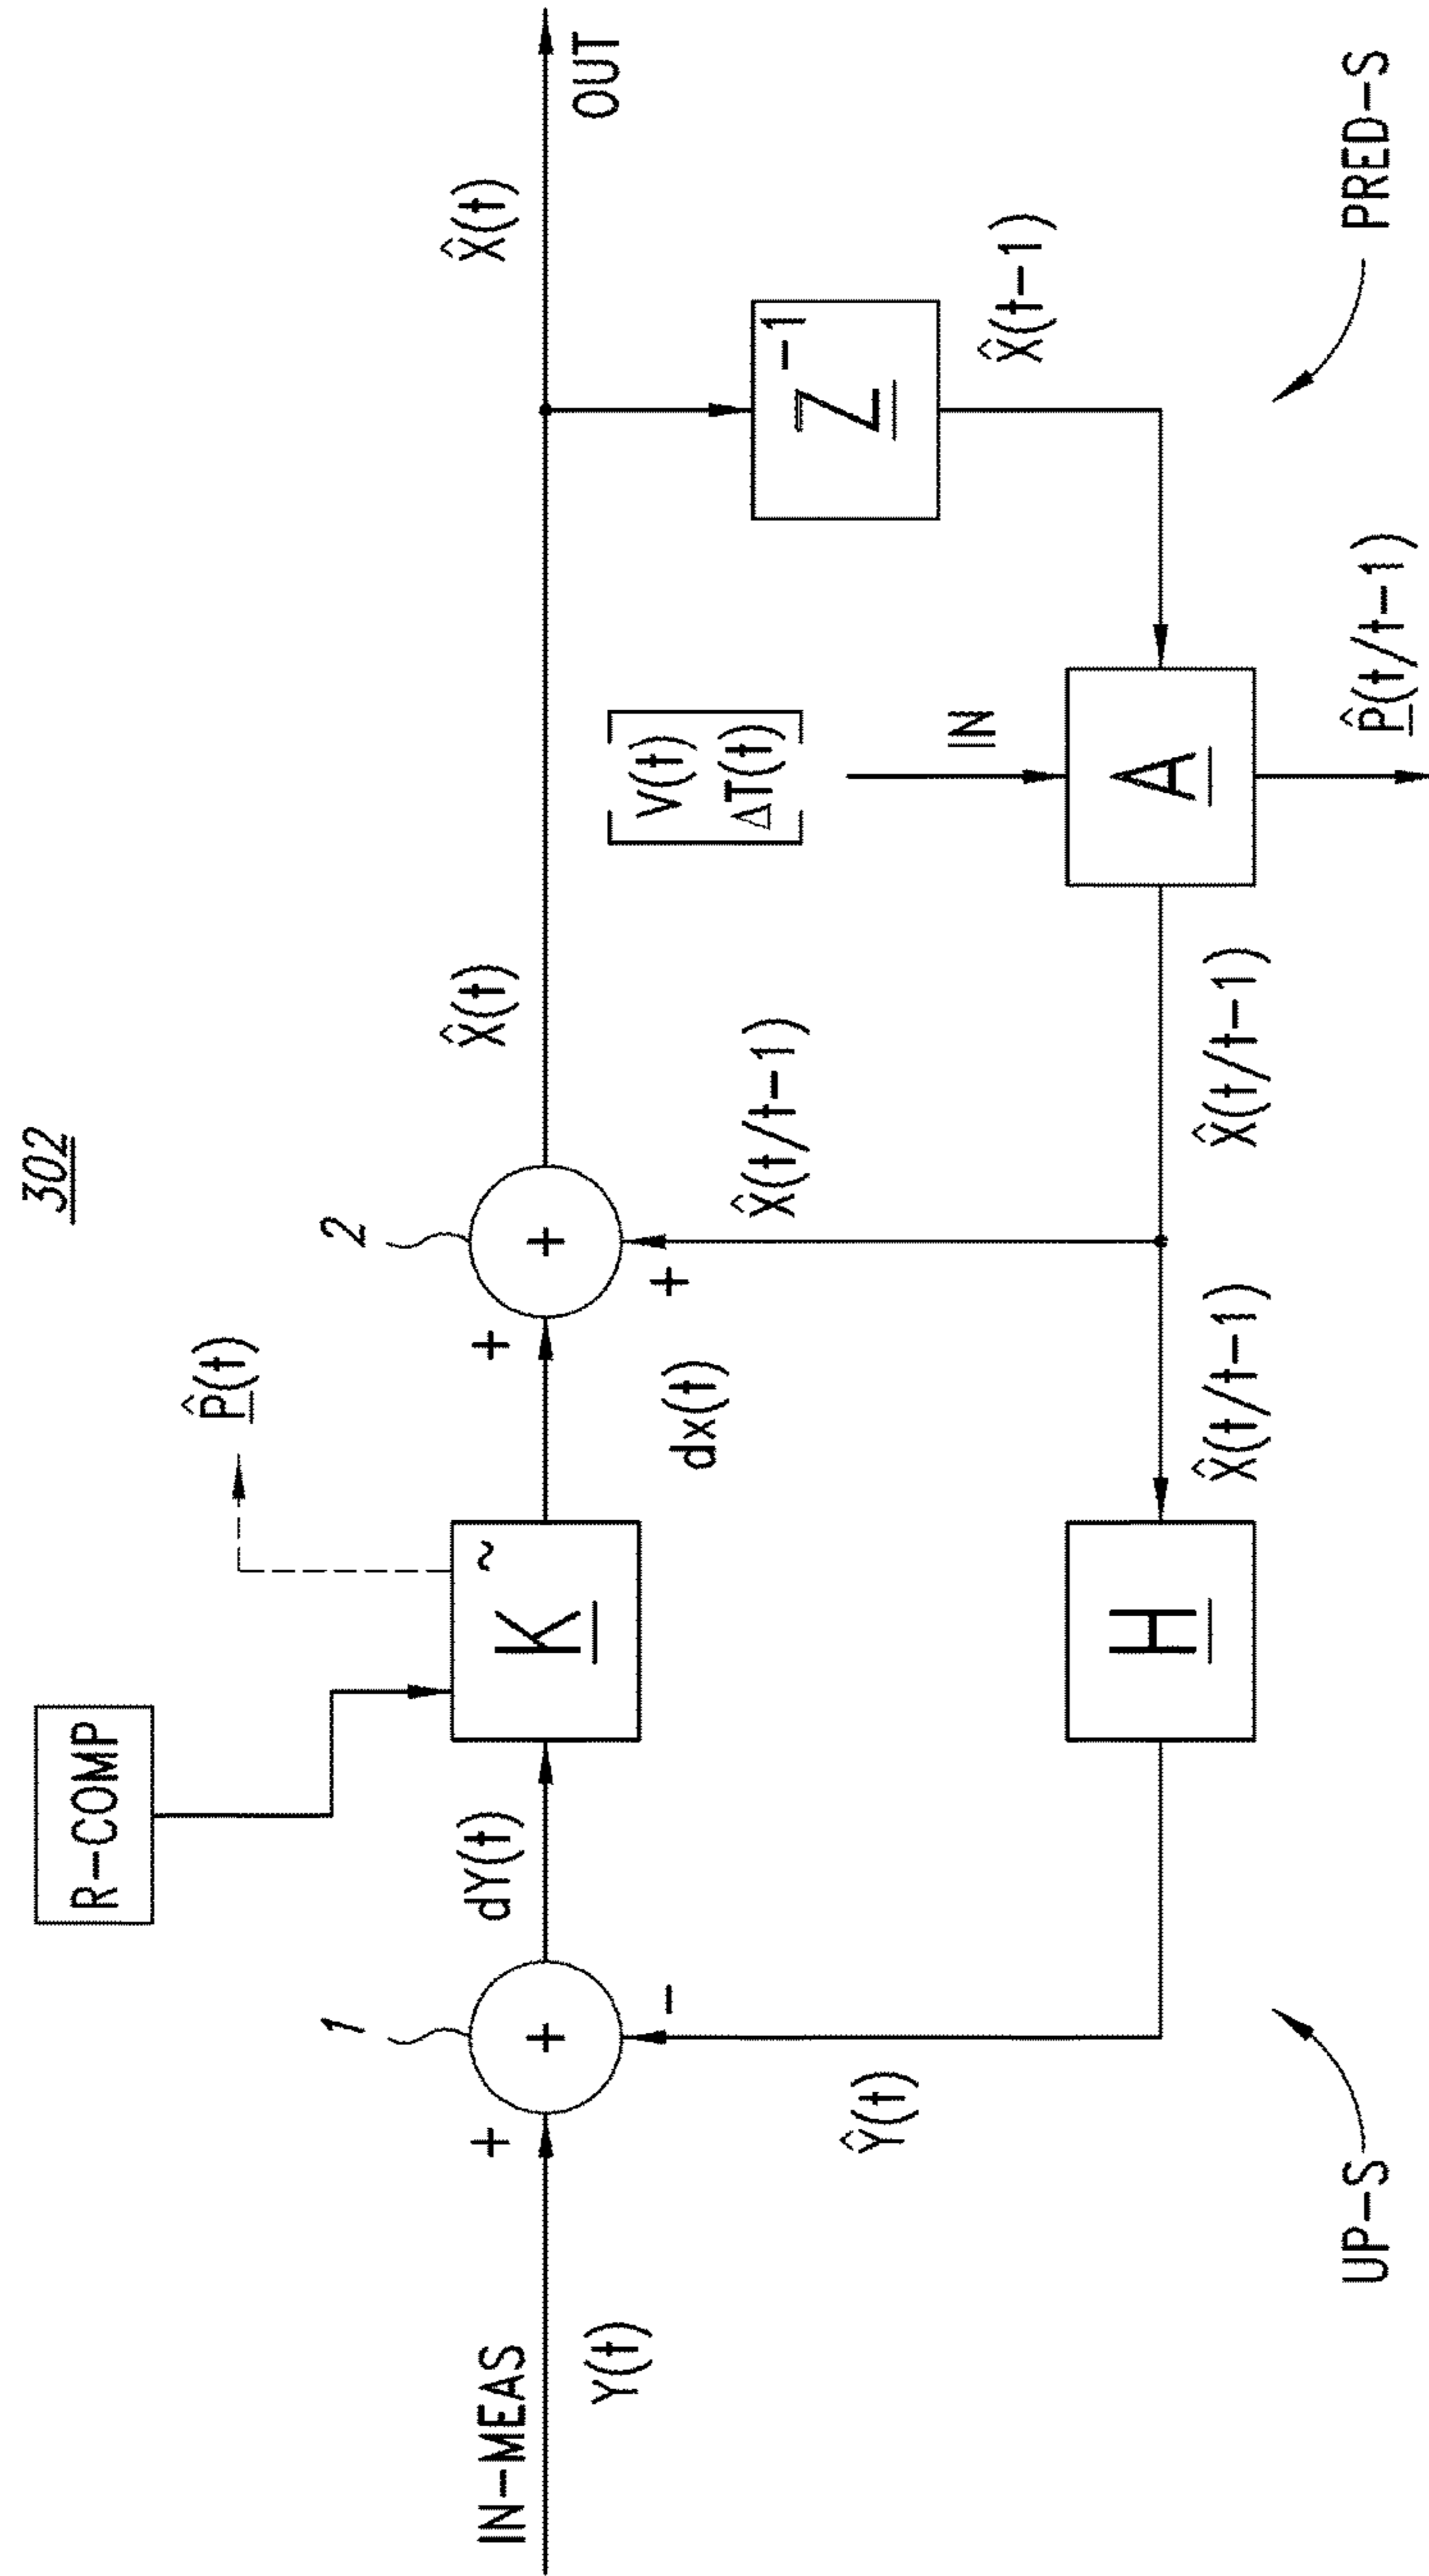 302
R-COMP
P̂(t)
1
2
IN-MEAS
Y(t)
+
+
-
dY(t)
K ~
dx(t)
+
+
+
X̂(t)
X̂(t)
OUT
Ŷ(t)
X̂(t/t-1)
[V(t)
ΔT(t)]
IN
Z -1
X̂(t-1)
H
X̂(t/t-1)
X̂(t/t-1)
A
P̂(t/t-1)
UP-S
PRED-S